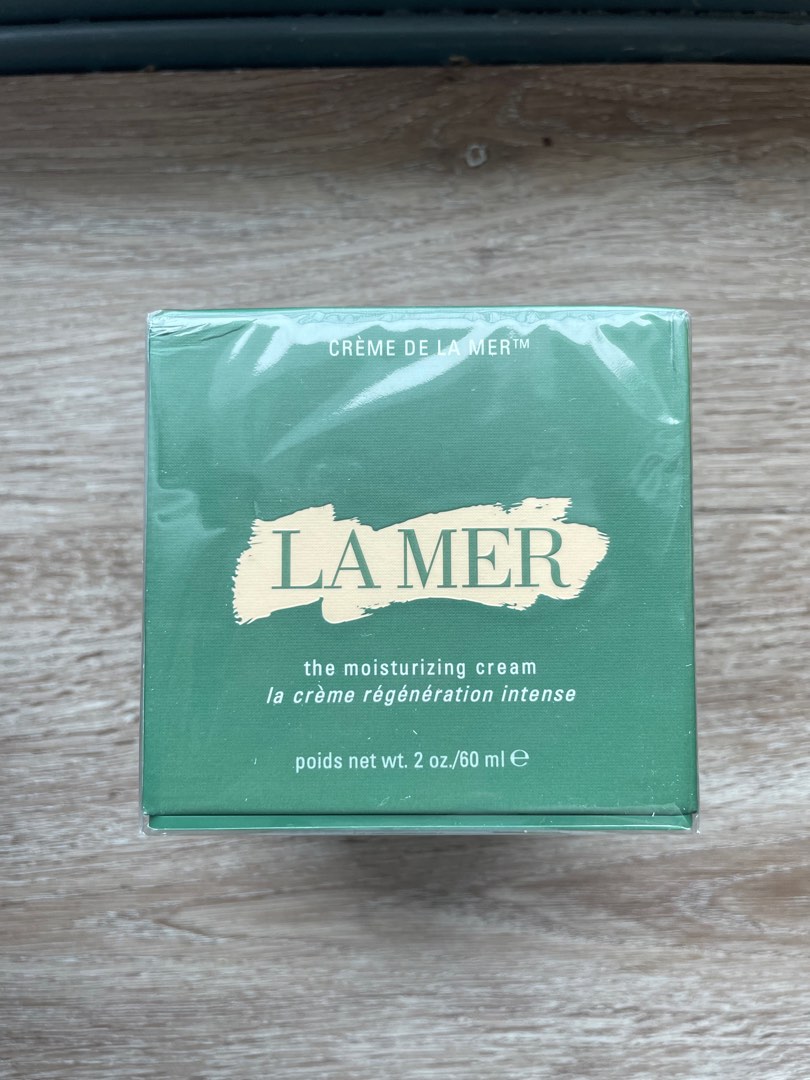 CRÈME DE LA MER™
LA MER
the moisturizing cream
la crème régénération intense
poids net wt. 2 oz./60 ml ℮